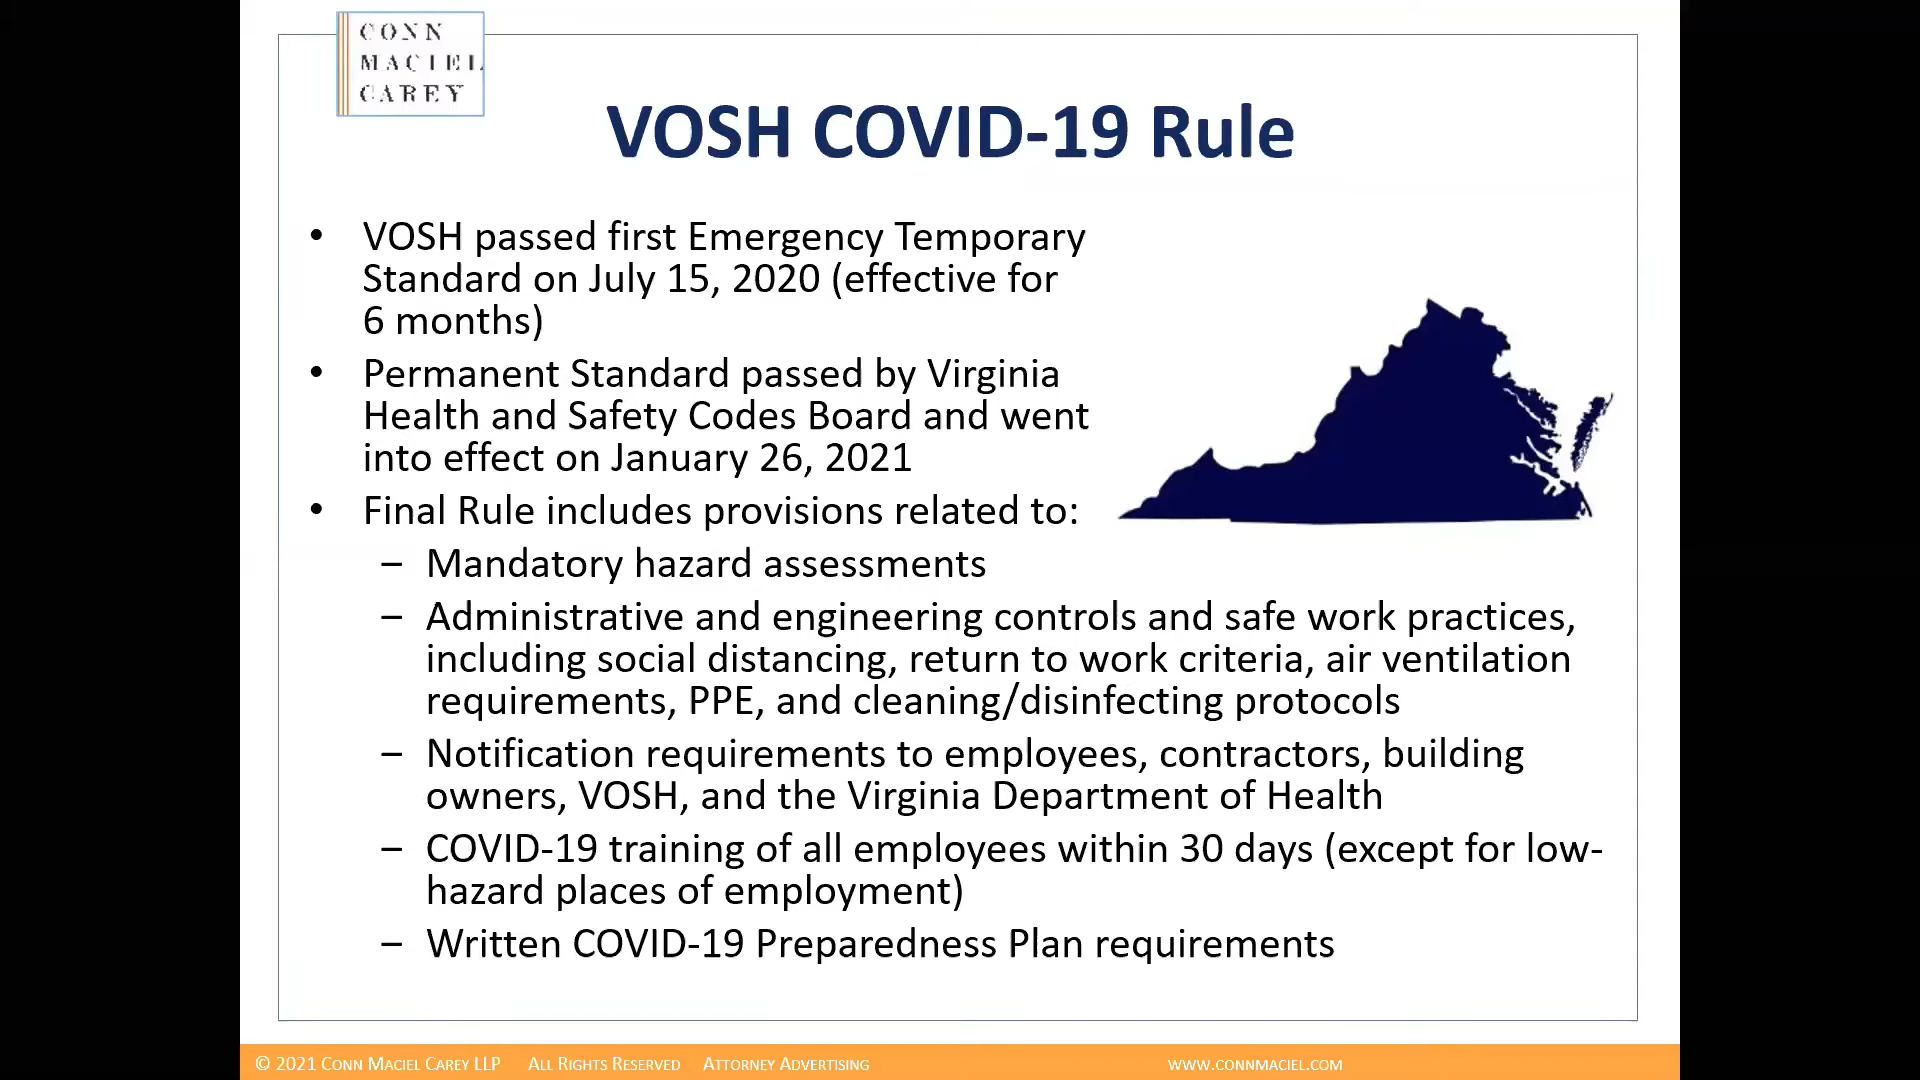 CONN
MACIEL
CAREY
VOSH COVID-19 Rule
• VOSH passed first Emergency Temporary
Standard on July 15, 2020 (effective for
6 months)
• Permanent Standard passed by Virginia
Health and Safety Codes Board and went
into effect on January 26, 2021
• Final Rule includes provisions related to:
– Mandatory hazard assessments
– Administrative and engineering controls and safe work practices,
including social distancing, return to work criteria, air ventilation
requirements, PPE, and cleaning/disinfecting protocols
– Notification requirements to employees, contractors, building
owners, VOSH, and the Virginia Department of Health
– COVID-19 training of all employees within 30 days (except for low-
hazard places of employment)
– Written COVID-19 Preparedness Plan requirements
© 2021 CONN MACIEL CAREY LLP ALL RIGHTS RESERVED ATTORNEY ADVERTISING WWW.CONNMACIEL.COM